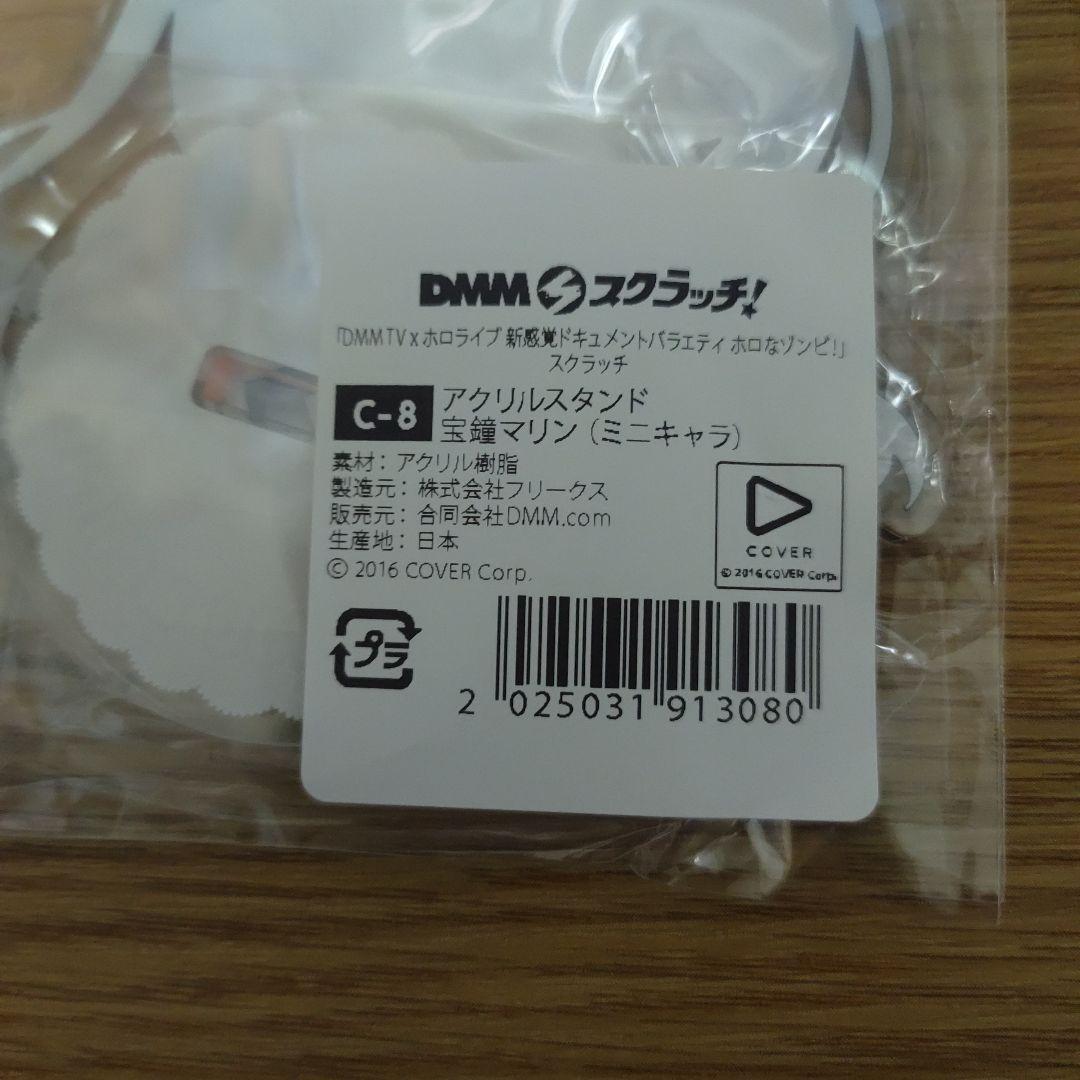 DMM スクラッチ!
「DMM TV x ホロライブ 新感覚ドキュメントバラエティ ホロなゾンビ!」
スクラッチ
C-8
アクリルスタンド
宝鐘マリン (ミニキャラ)
素材: アクリル樹脂
製造元: 株式会社フリークス
販売元: 合同会社DMM.com
生産地: 日本
© 2016 COVER Corp.
COVER
© 2016 COVER Corp.
プラ
2 025031 913080